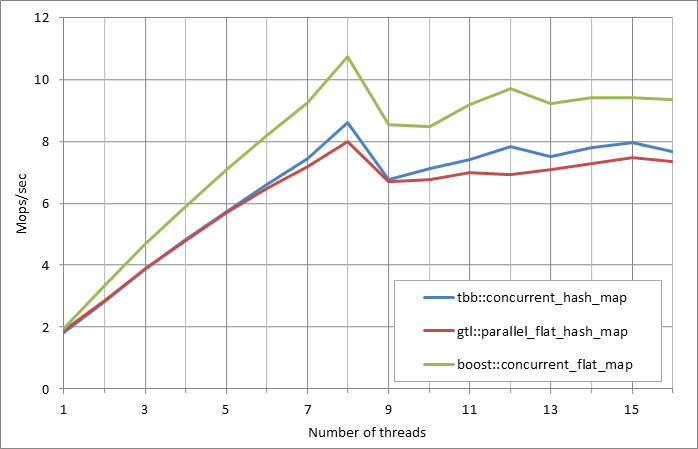 12
10
8
6
4
2
0
Mops/sec
tbb::concurrent_hash_map
gtl::parallel_flat_hash_map
boost::concurrent_flat_map
1 3 5 7 9 11 13 15
Number of threads